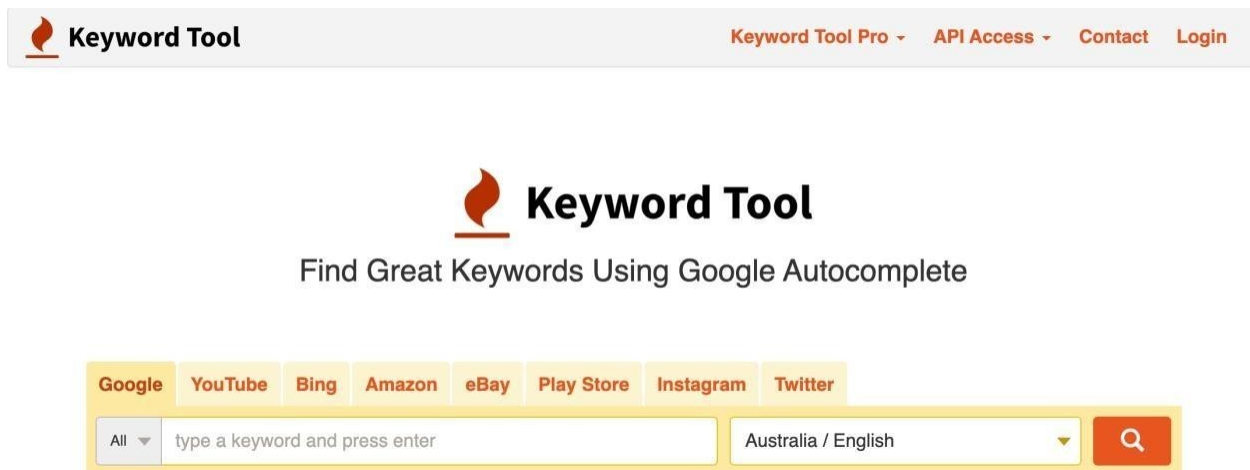 Keyword Tool Keyword Tool Pro API Access Contact Login
Keyword Tool
Find Great Keywords Using Google Autocomplete
Google YouTube Bing Amazon eBay Play Store Instagram Twitter
All type a keyword and press enter Australia / English